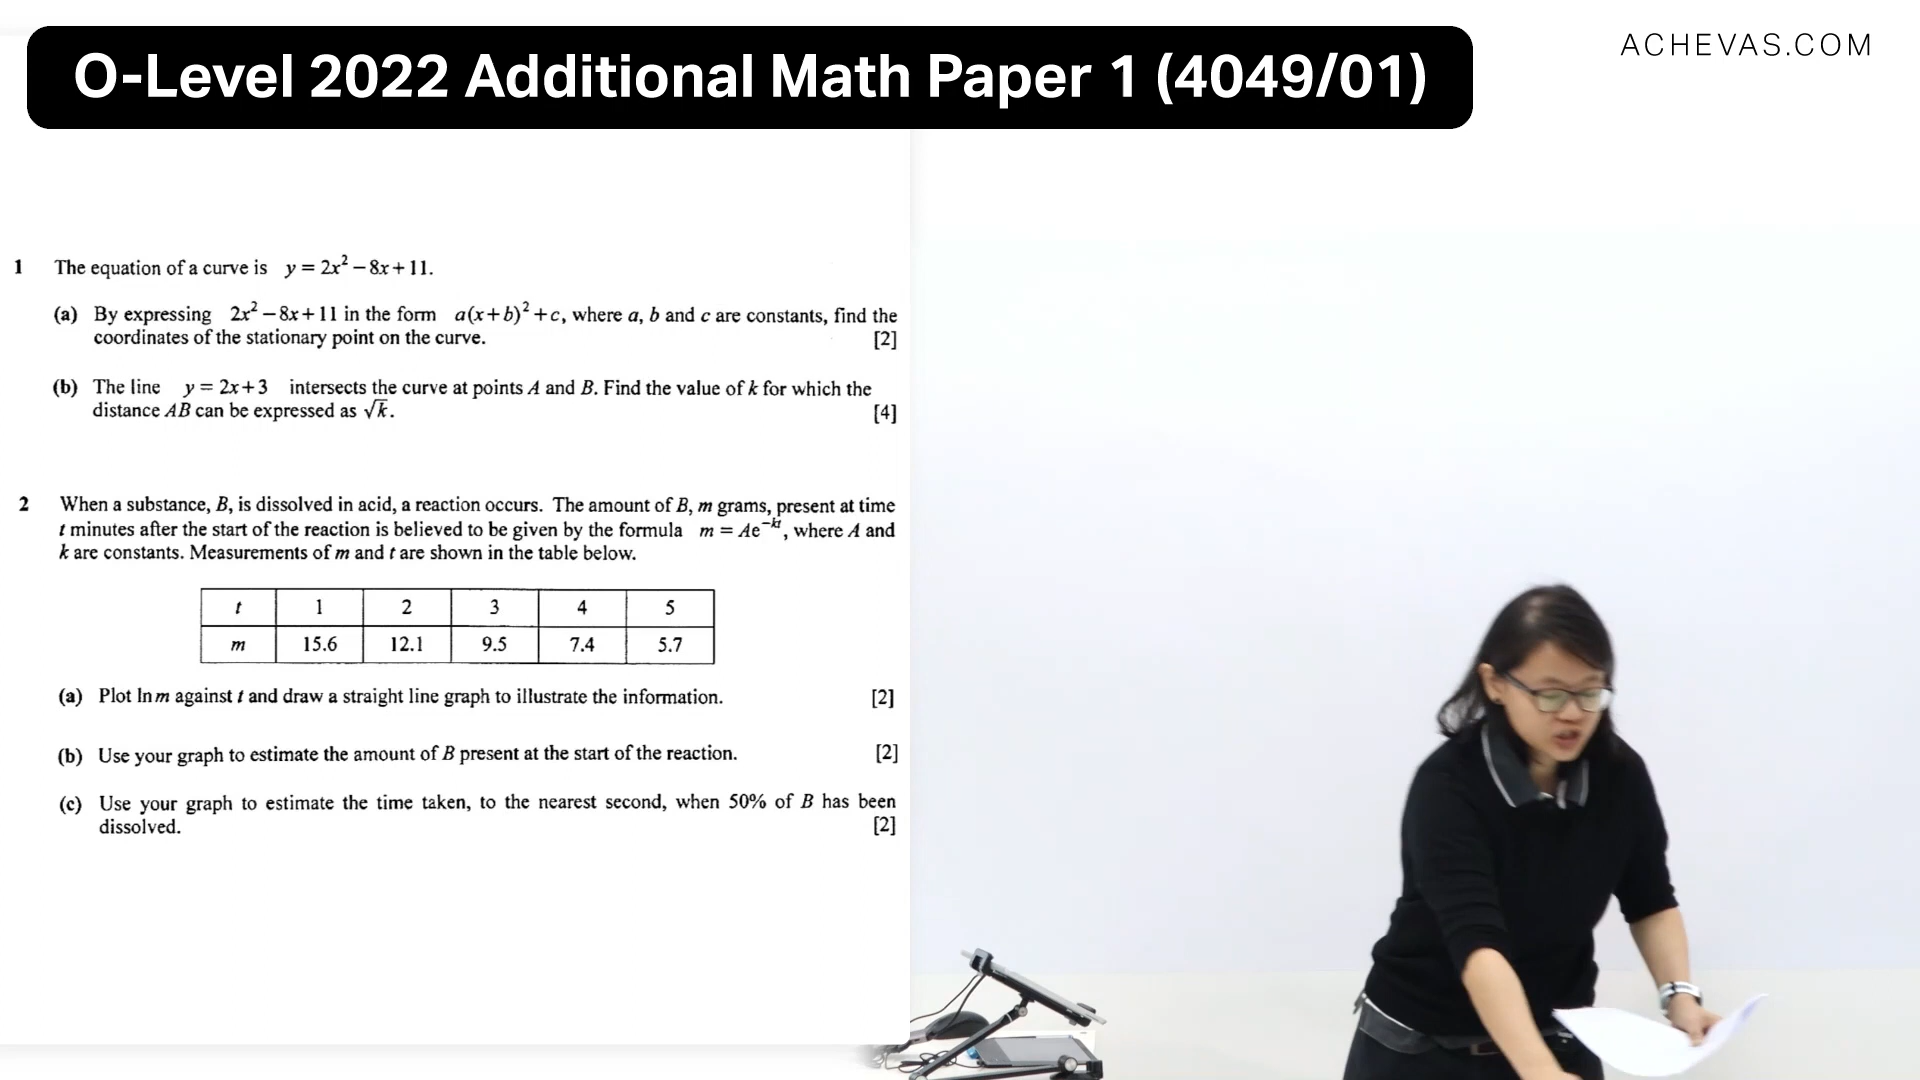 O-Level 2022 Additional Math Paper 1 (4049/01)
ACHEVAS.COM
1 The equation of a curve is y = 2x² − 8x + 11.
(a) By expressing 2x² − 8x + 11 in the form a(x + b)² + c, where a, b and c are constants, find the
coordinates of the stationary point on the curve. [2]
(b) The line y = 2x + 3 intersects the curve at points A and B. Find the value of k for which the
distance AB can be expressed as √k. [4]
2 When a substance, B, is dissolved in acid, a reaction occurs. The amount of B, m grams, present at time
t minutes after the start of the reaction is believed to be given by the formula m = Ae^(−kt), where A and
k are constants. Measurements of m and t are shown in the table below.
t 1 2 3 4 5
m 15.6 12.1 9.5 7.4 5.7
(a) Plot ln m against t and draw a straight line graph to illustrate the information. [2]
(b) Use your graph to estimate the amount of B present at the start of the reaction. [2]
(c) Use your graph to estimate the time taken, to the nearest second, when 50% of B has been
dissolved. [2]